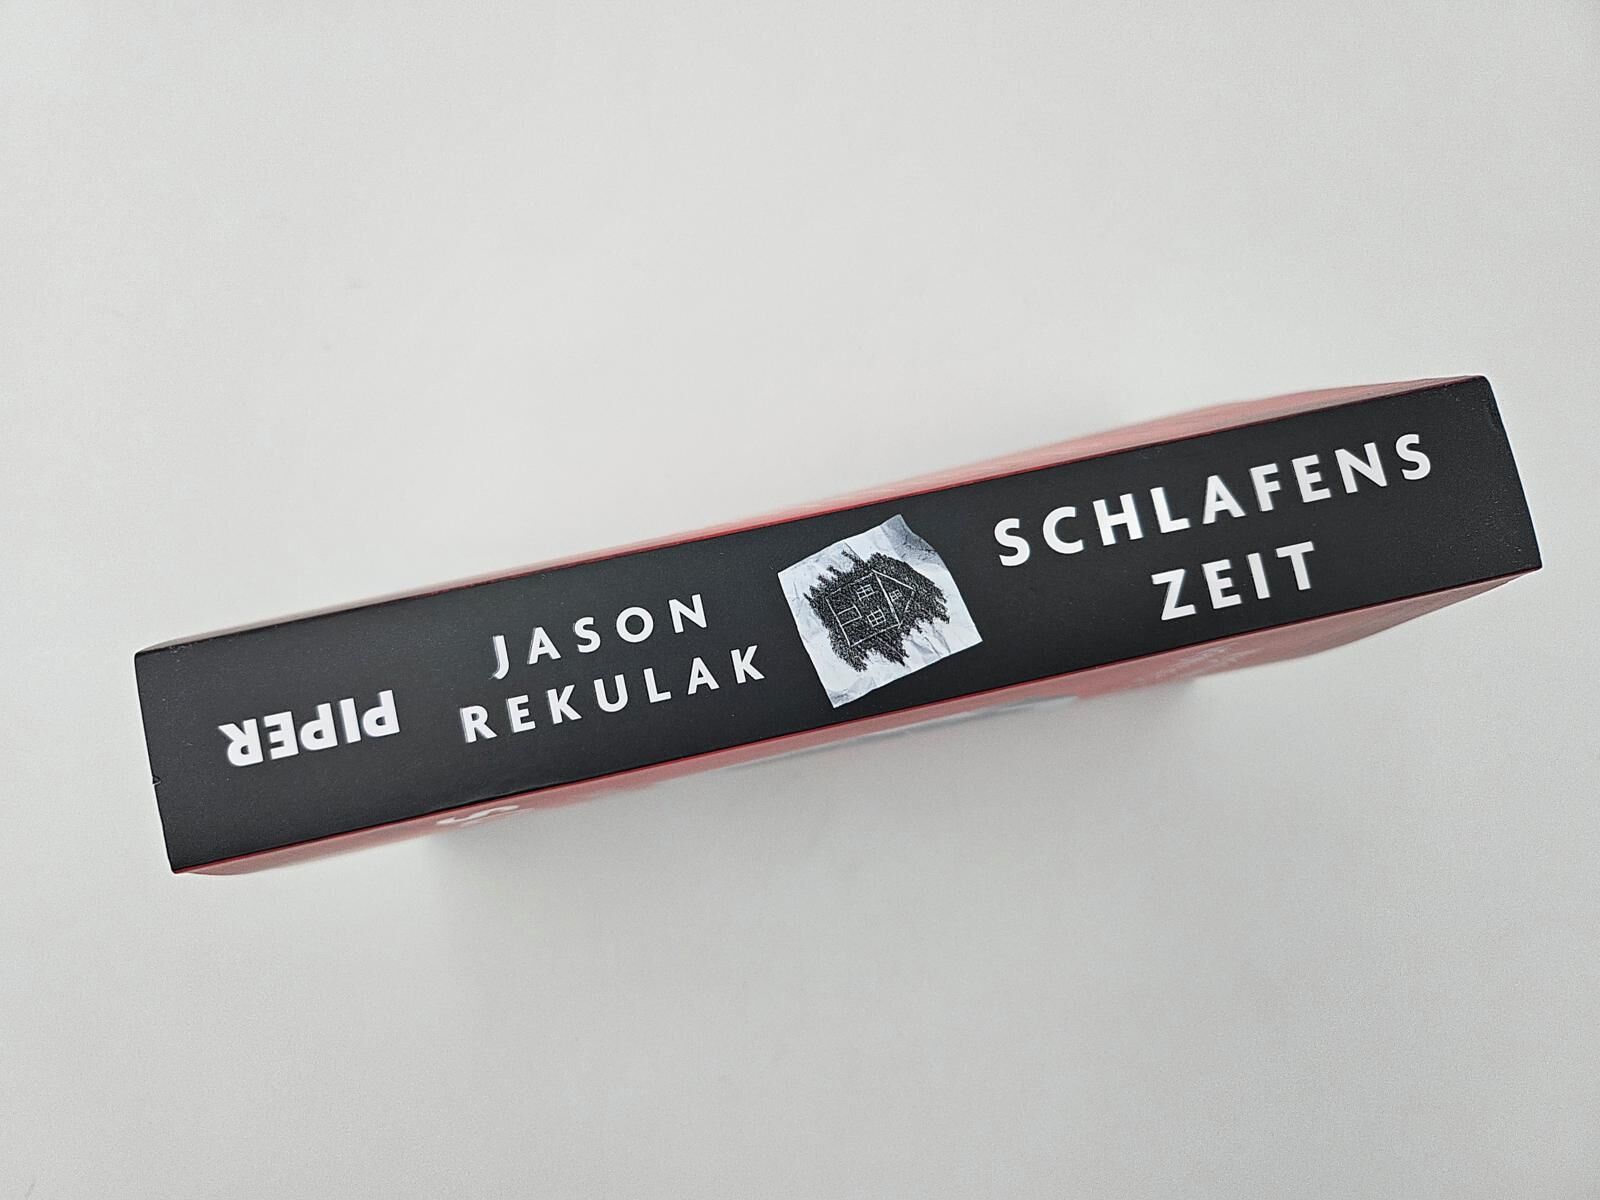 PIPER
JASON
REKULAK
SCHLAFENS
ZEIT